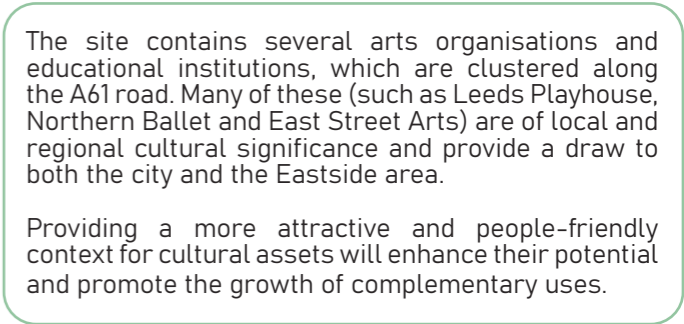 The site contains several arts organisations and
educational institutions, which are clustered along
the A61 road. Many of these (such as Leeds Playhouse,
Northern Ballet and East Street Arts) are of local and
regional cultural significance and provide a draw to
both the city and the Eastside area.
Providing a more attractive and people-friendly
context for cultural assets will enhance their potential
and promote the growth of complementary uses.